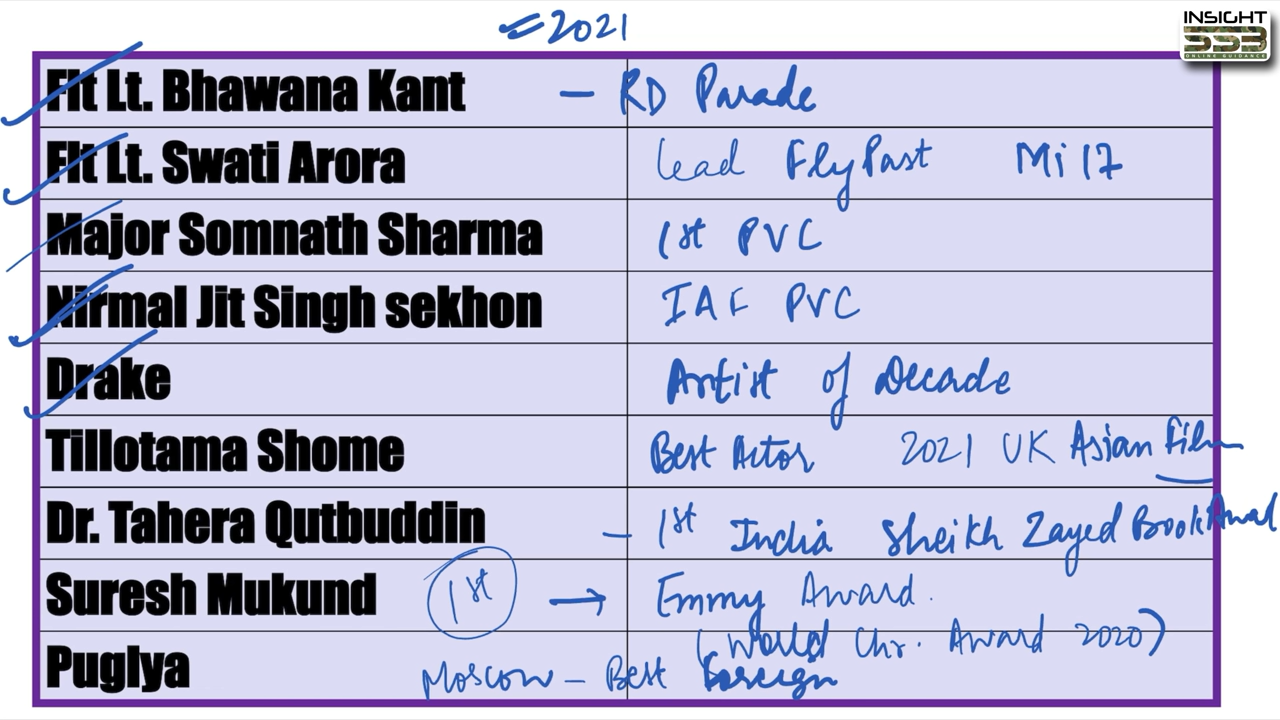 = 2021
INSIGHT
SSB
ONLINE GUIDANCE
Flt Lt. Bhawana Kant - RD Parade
Flt Lt. Swati Arora lead FlyPast Mi 17
Major Somnath Sharma 1st PVC
Nirmal Jit Singh sekhon IAF PVC
Drake Artist of Decade
Tillotama Shome Best Actor 2021 UK Asian Film
Dr. Tahera Qutbuddin - 1st India Sheikh Zayed Book Award
Suresh Mukund 1st → Emmy Award.
(World Chr. Award 2020)
Puglya Moscow - Best Foreign